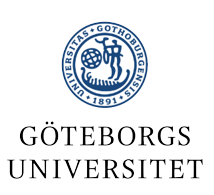 UNIVERSITAS · GOTHOBURGENSIS
· 1891 ·
GÖTEBORGS
UNIVERSITET